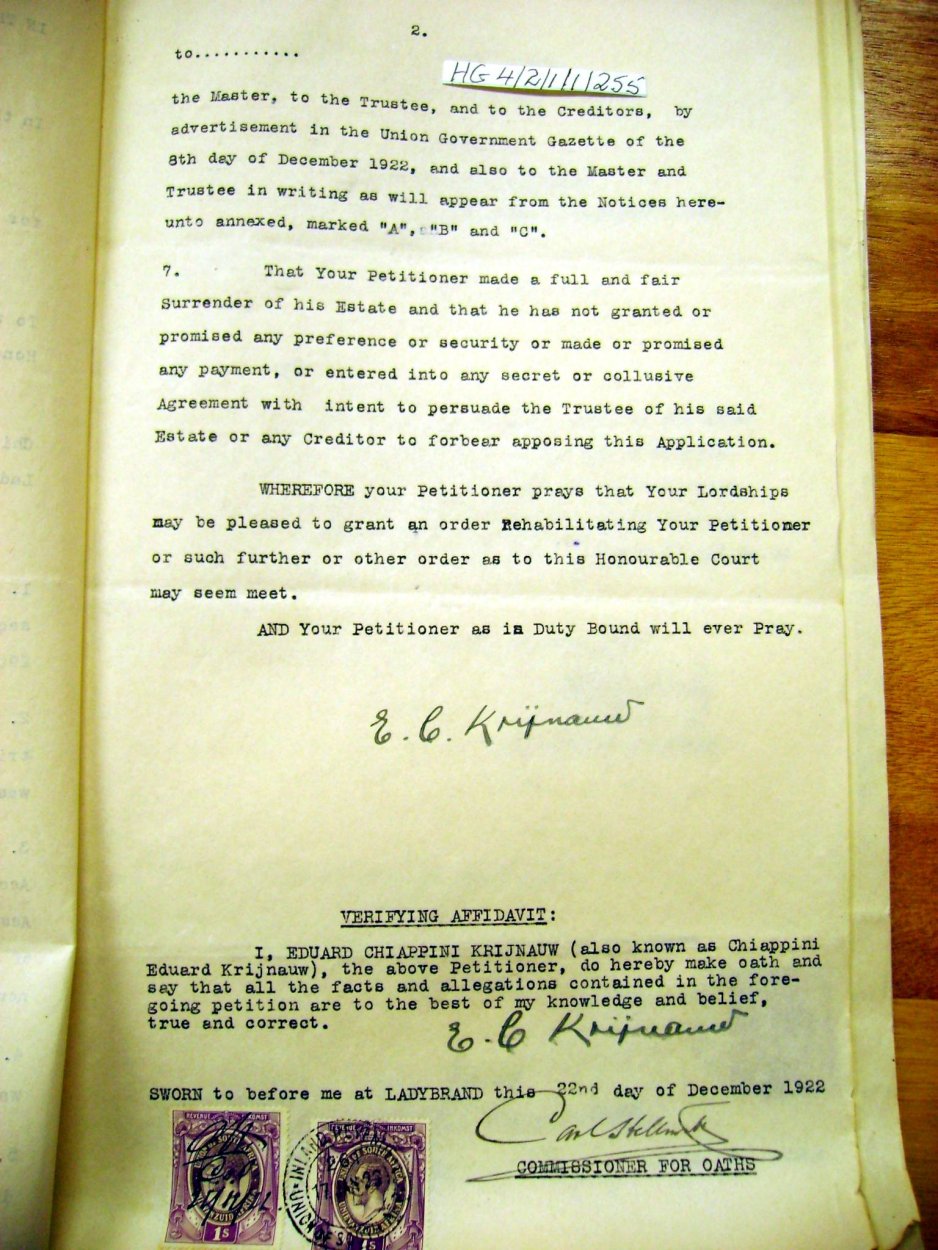 2.
to...........
HG 4/2/1/1/255
the Master, to the Trustee, and to the Creditors, by
advertisement in the Union Government Gazette of the
8th day of December 1922, and also to the Master and
Trustee in writing as will appear from the Notices here-
unto annexed, marked "A", "B" and "C".
7. That Your Petitioner made a full and fair
Surrender of his Estate and that he has not granted or
promised any preference or security or made or promised
any payment, or entered into any secret or collusive
Agreement with intent to persuade the Trustee of his said
Estate or any Creditor to forbear apposing this Application.
WHEREFORE your Petitioner prays that Your Lordships
may be pleased to grant an order Rehabilitating Your Petitioner
or such further or other order as to this Honourable Court
may seem meet.
AND Your Petitioner as in Duty Bound will ever Pray.
E. C. Krijnauw
VERIFYING AFFIDAVIT:
I, EDUARD CHIAPPINI KRIJNAUW (also known as Chiappini
Eduard Krijnauw), the above Petitioner, do hereby make oath and
say that all the facts and allegations contained in the fore-
going petition are to the best of my knowledge and belief,
true and correct.
E. C Krijnauw
SWORN to before me at LADYBRAND this 22nd day of December 1922
Carl
COMMISSIONER FOR OATHS
REVENUE INKOMST
1s